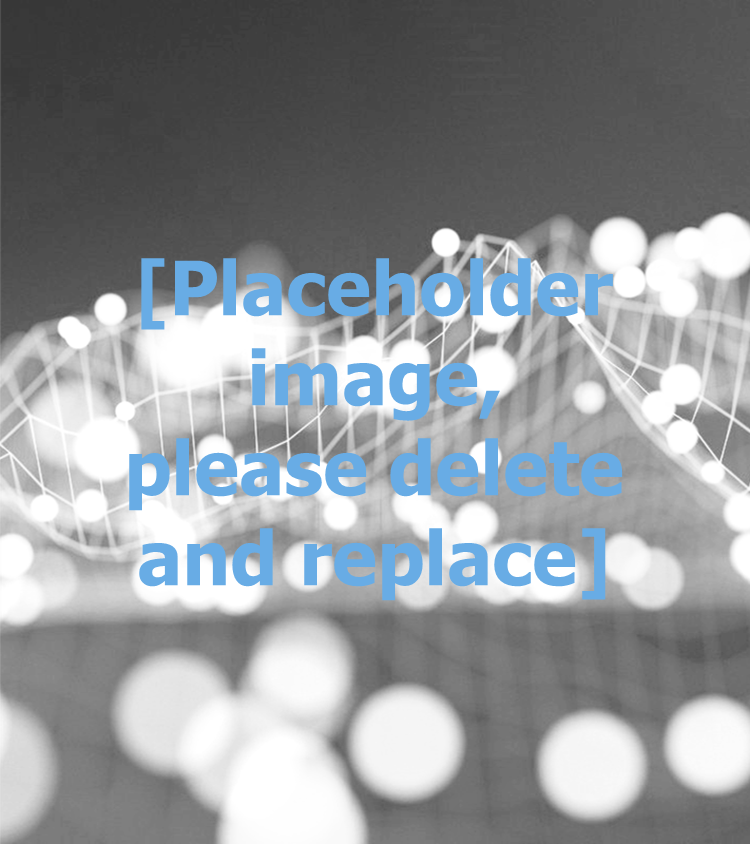 [Placeholder
image,
please delete
and replace]